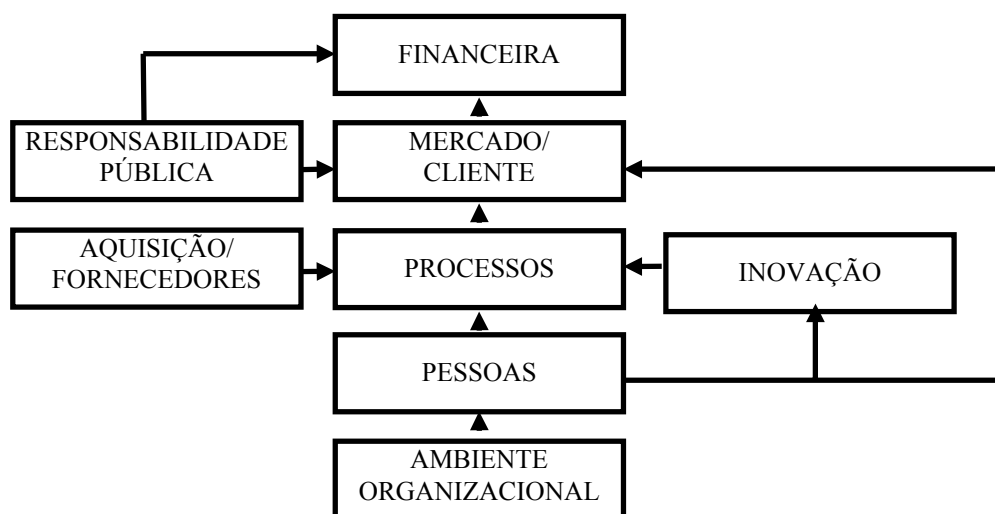 FINANCEIRA
RESPONSABILIDADE
PÚBLICA
MERCADO/
CLIENTE
AQUISIÇÃO/
FORNECEDORES
PROCESSOS
INOVAÇÃO
PESSOAS
AMBIENTE
ORGANIZACIONAL